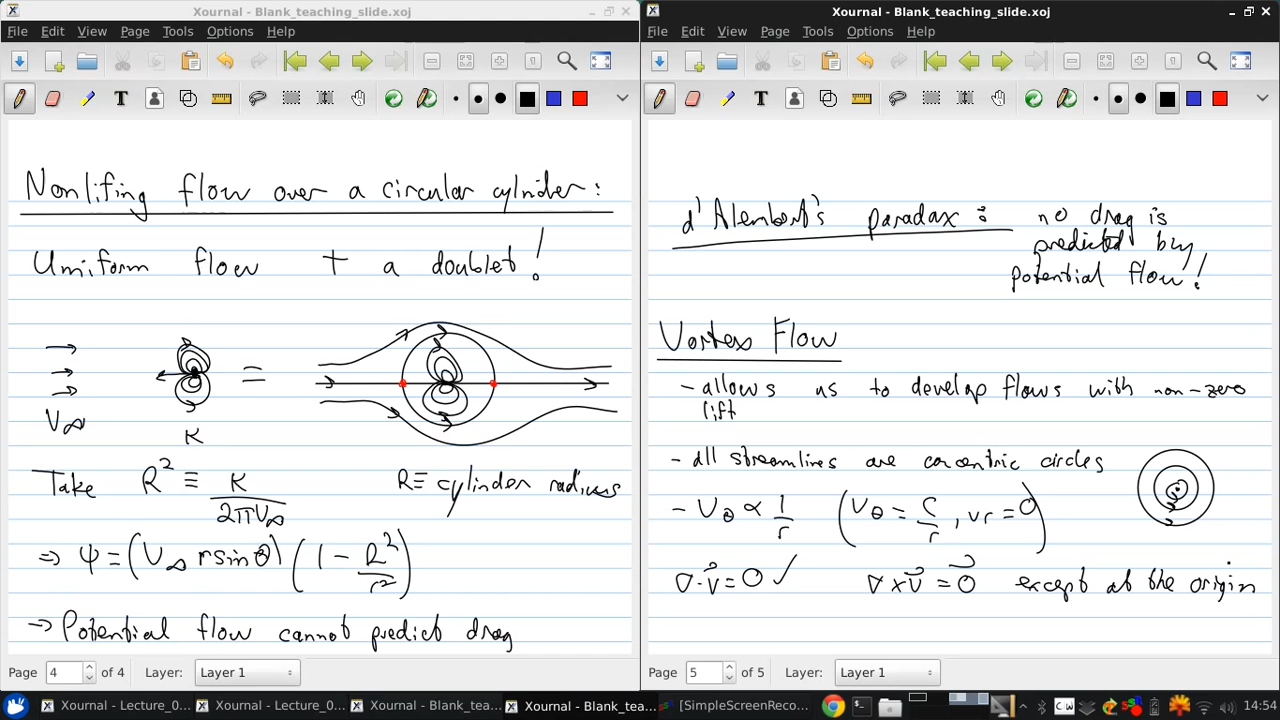 Xournal - Blank_teaching_slide.xoj
File Edit View Page Tools Options Help
Nonlifing flow over a circular cylinder:
Uniform flow + a doublet!
=
V∞
K
Take R² ≡ K / 2πV∞
R ≡ cylinder radius
⇒ ψ = (V∞ r sin θ) (1 − R²/r²)
→ Potential flow cannot predict drag
Page 4 of 4 Layer: Layer 1
Xournal - Blank_teaching_slide.xoj
File Edit View Page Tools Options Help
d'Alembert's paradox: no drag is
predicted buy
potential flow!
Vortex Flow
- allows us to develop flows with non-zero
lift
- all streamlines are concentric circles
- Vθ ∝ 1/r (Vθ = C/r, vr = 0)
∇·v⃗ = 0 ✓ ∇×v⃗ = 0⃗ except at the origin
Page 5 of 5 Layer: Layer 1
Xournal - Lecture_0... Xournal - Lecture_0... Xournal - Blank_tea... Xournal - Blank_tea... [SimpleScreenReco... 14:54